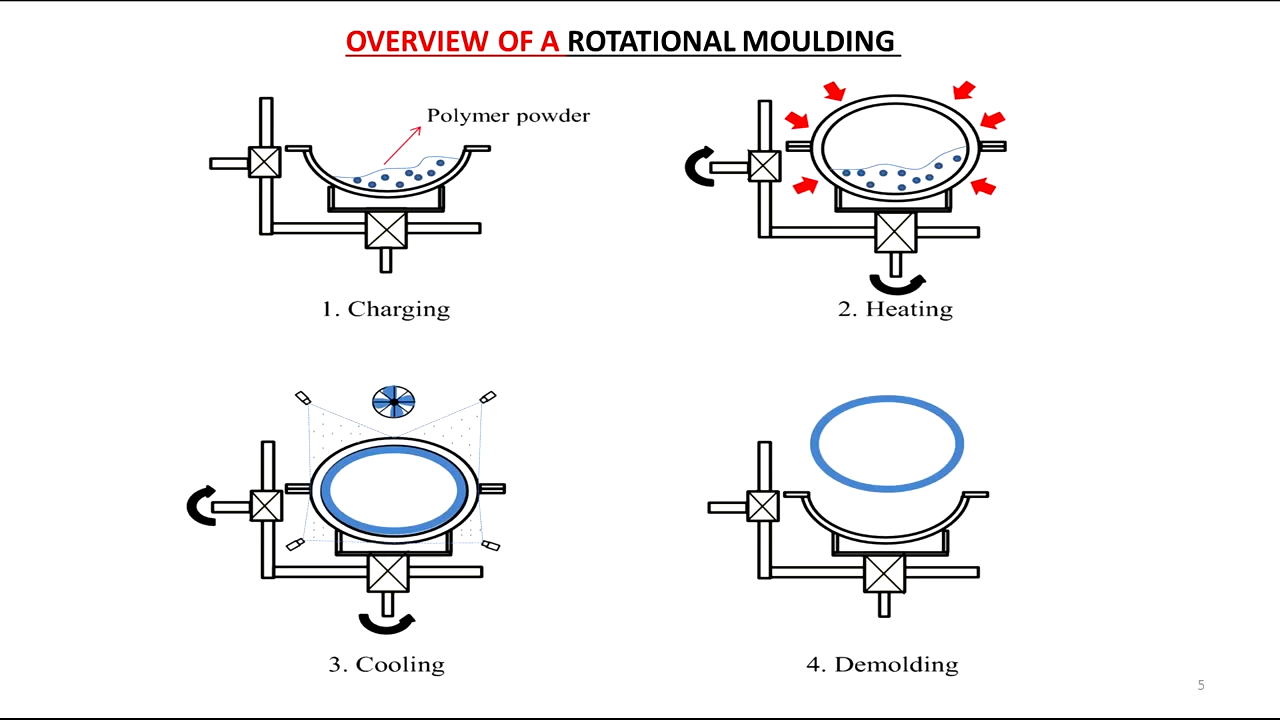 OVERVIEW OF A ROTATIONAL MOULDING
Polymer powder
1. Charging
2. Heating
3. Cooling
4. Demolding
5